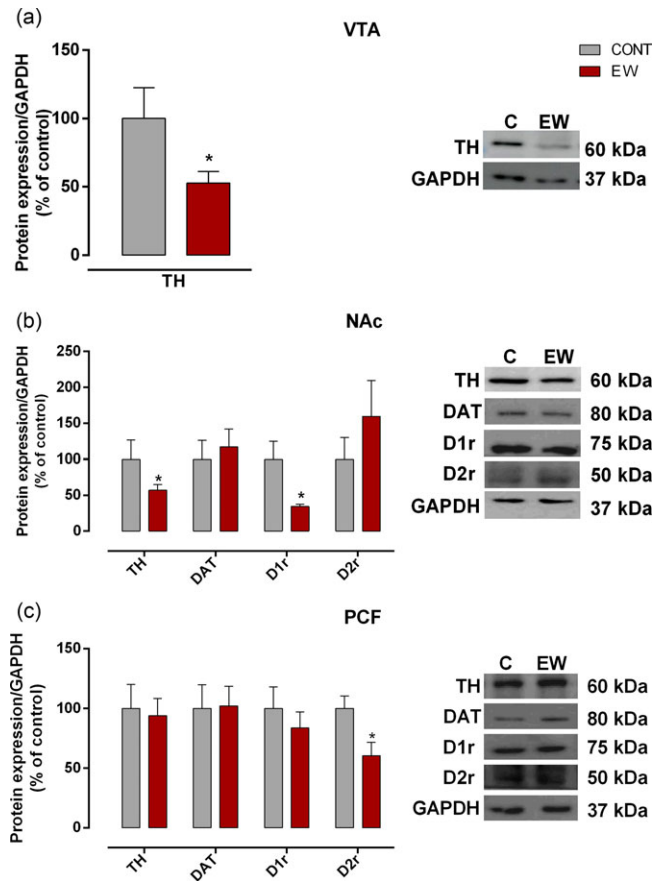 (a)
VTA
CONT
EW
Protein expression/GAPDH
(% of control)
150
100
50
0
*
TH
C EW
TH 60 kDa
GAPDH 37 kDa
(b)
NAc
Protein expression/GAPDH
(% of control)
250
200
150
100
50
0
*
*
TH DAT D1r D2r
C EW
TH 60 kDa
DAT 80 kDa
D1r 75 kDa
D2r 50 kDa
GAPDH 37 kDa
(c)
PCF
Protein expression/GAPDH
(% of control)
150
100
50
0
*
TH DAT D1r D2r
C EW
TH 60 kDa
DAT 80 kDa
D1r 75 kDa
D2r 50 kDa
GAPDH 37 kDa